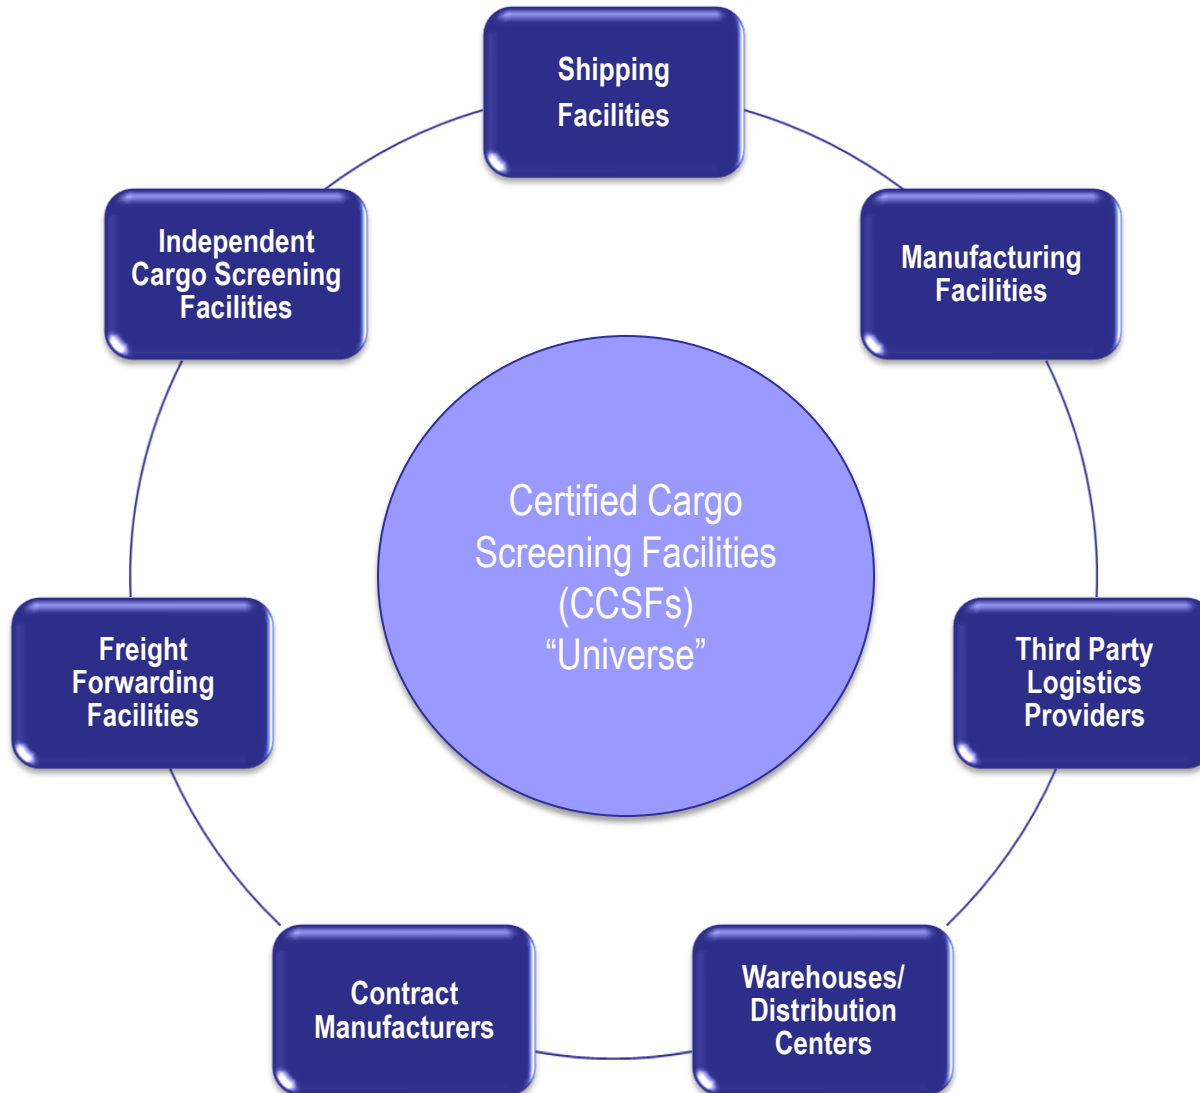 Shipping
Facilities
Independent
Cargo Screening
Facilities
Manufacturing
Facilities
Certified Cargo
Screening Facilities
(CCSFs)
“Universe”
Freight
Forwarding
Facilities
Third Party
Logistics
Providers
Contract
Manufacturers
Warehouses/
Distribution
Centers